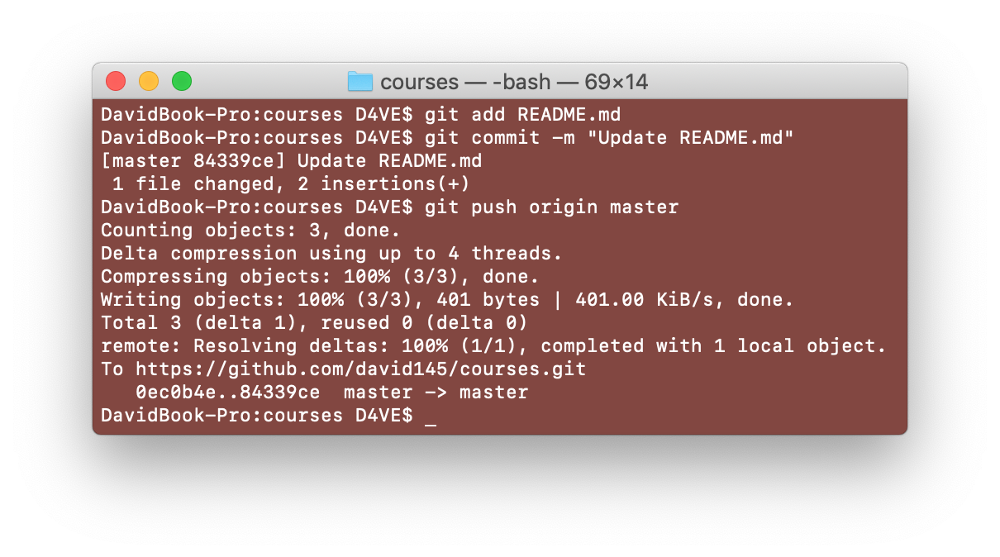 courses — -bash — 69×14
DavidBook-Pro:courses D4VE$ git add README.md
DavidBook-Pro:courses D4VE$ git commit -m "Update README.md"
[master 84339ce] Update README.md
 1 file changed, 2 insertions(+)
DavidBook-Pro:courses D4VE$ git push origin master
Counting objects: 3, done.
Delta compression using up to 4 threads.
Compressing objects: 100% (3/3), done.
Writing objects: 100% (3/3), 401 bytes | 401.00 KiB/s, done.
Total 3 (delta 1), reused 0 (delta 0)
remote: Resolving deltas: 100% (1/1), completed with 1 local object.
To https://github.com/david145/courses.git
   0ec0b4e..84339ce  master -> master
DavidBook-Pro:courses D4VE$ _